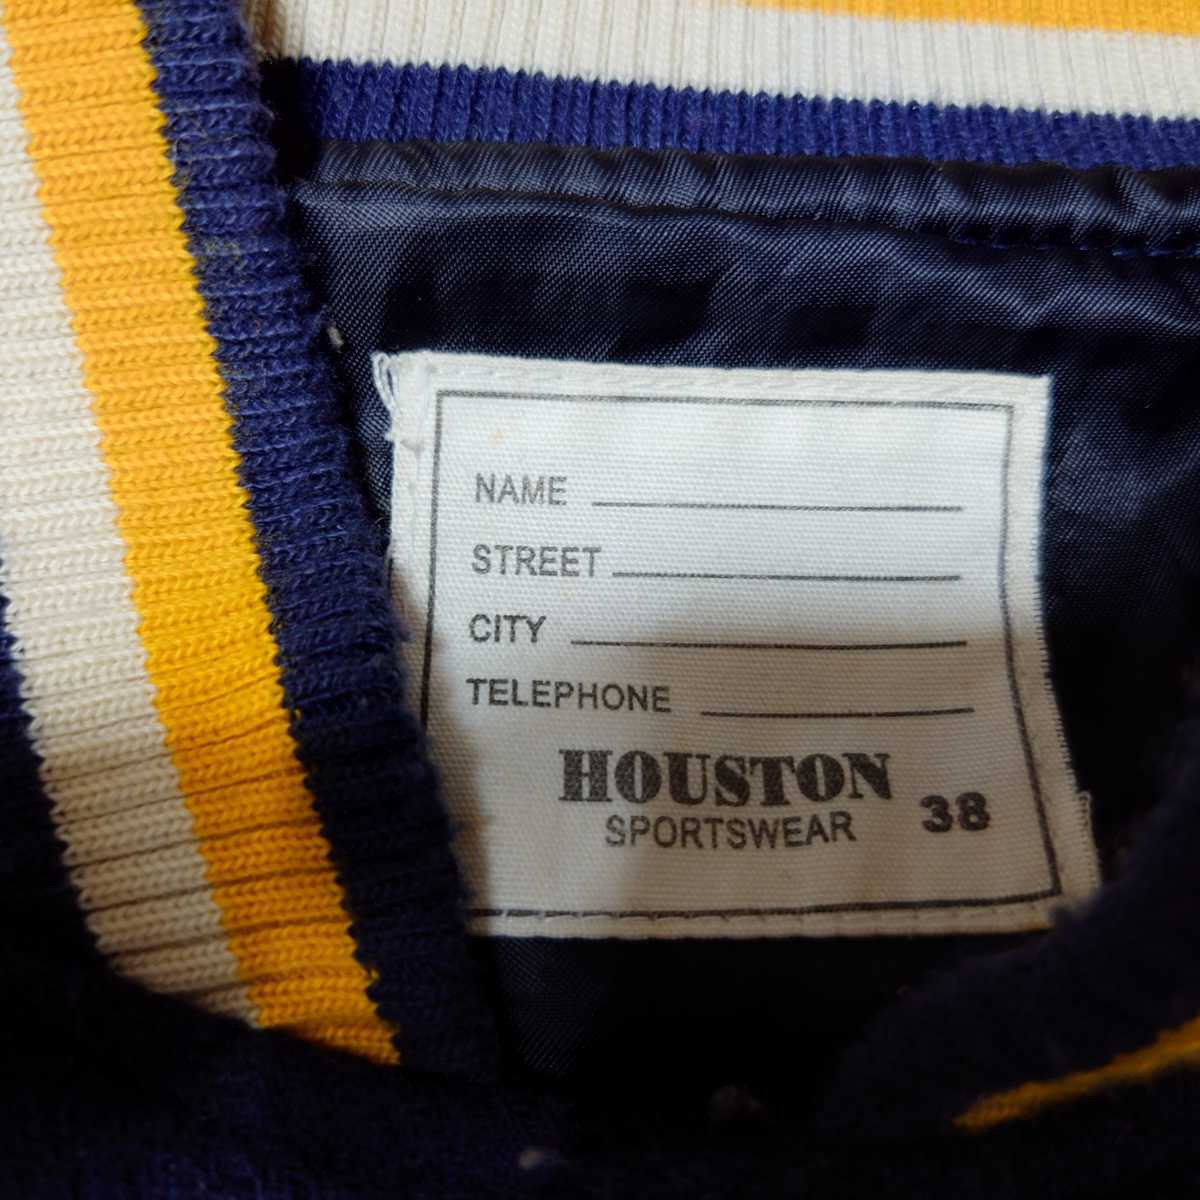 NAME
STREET
CITY
TELEPHONE
HOUSTON
SPORTSWEAR 38